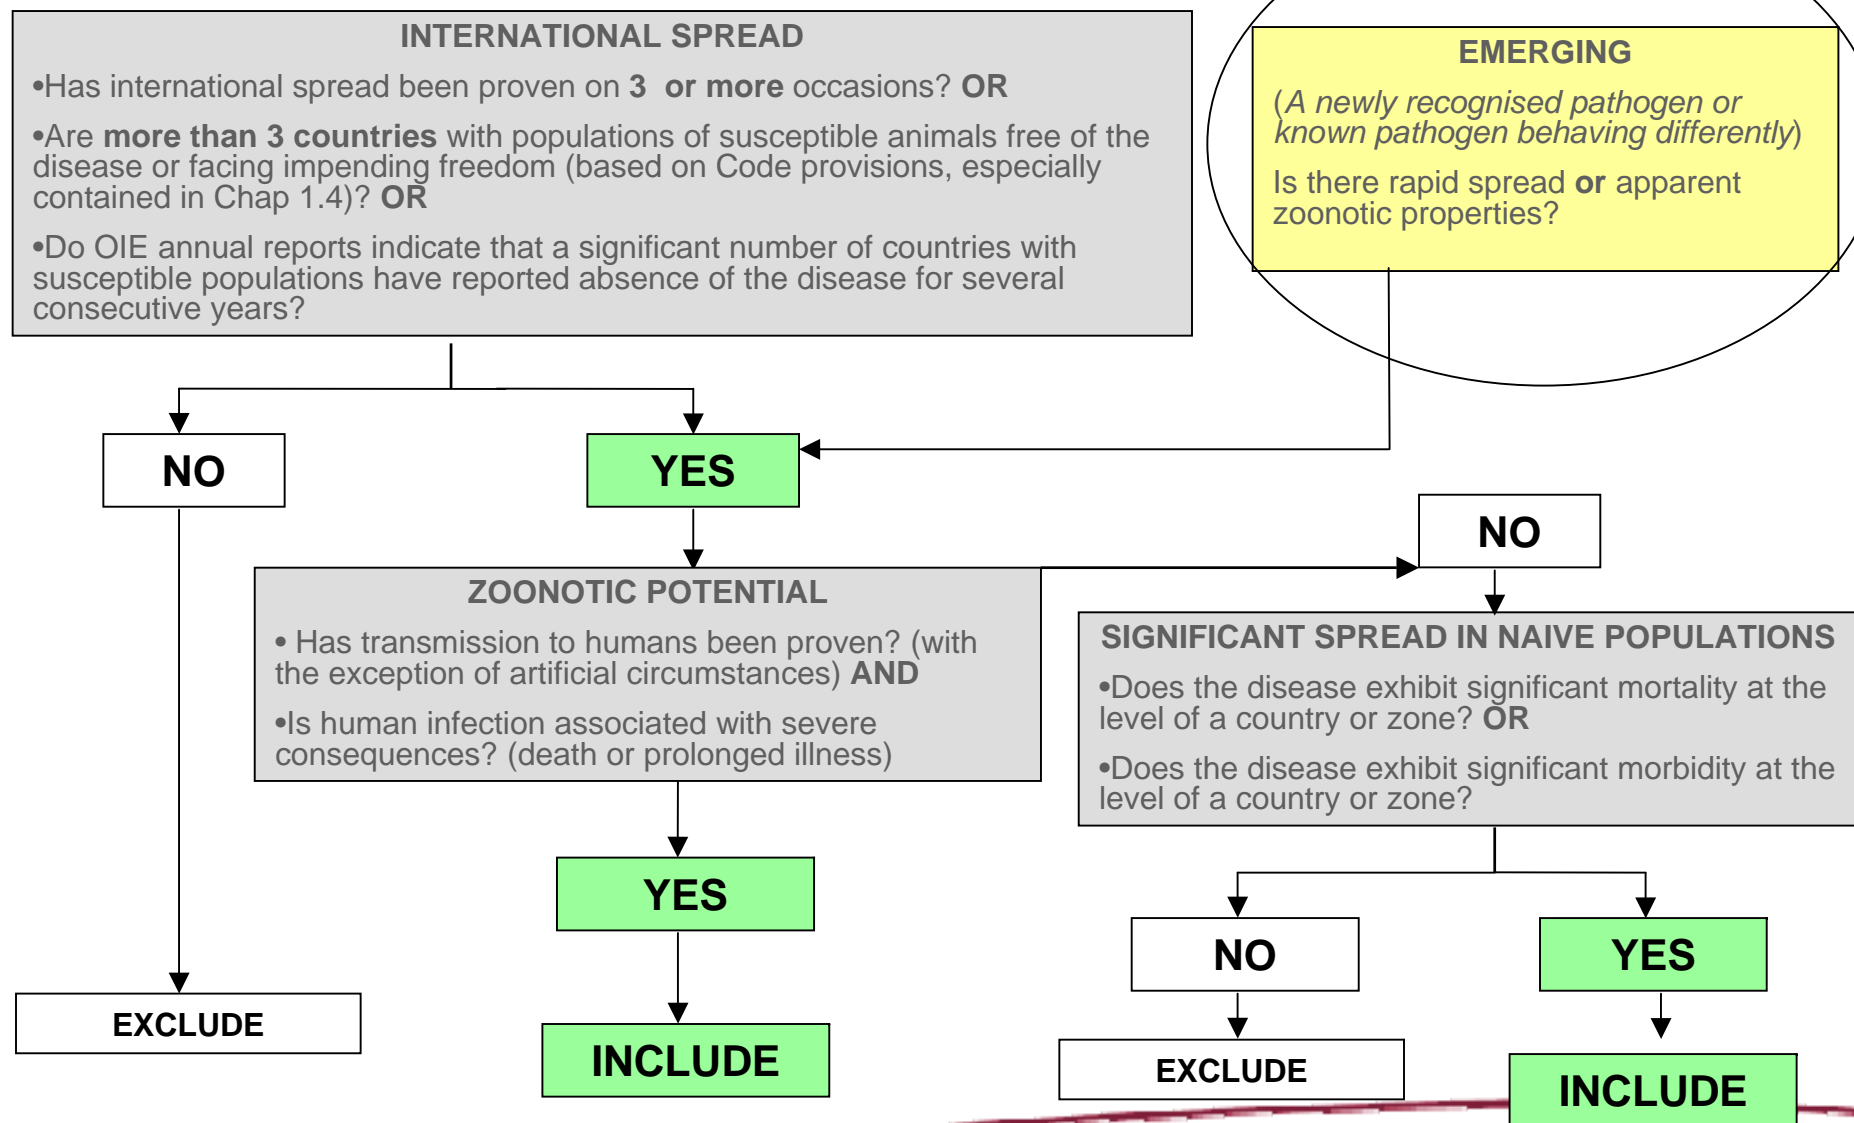 INTERNATIONAL SPREAD
•Has international spread been proven on 3 or more occasions? OR
•Are more than 3 countries with populations of susceptible animals free of the
disease or facing impending freedom (based on Code provisions, especially
contained in Chap 1.4)? OR
•Do OIE annual reports indicate that a significant number of countries with
susceptible populations have reported absence of the disease for several
consecutive years?
EMERGING
(A newly recognised pathogen or
known pathogen behaving differently)
Is there rapid spread or apparent
zoonotic properties?
NO
YES
NO
ZOONOTIC POTENTIAL
• Has transmission to humans been proven? (with
the exception of artificial circumstances) AND
•Is human infection associated with severe
consequences? (death or prolonged illness)
SIGNIFICANT SPREAD IN NAIVE POPULATIONS
•Does the disease exhibit significant mortality at the
level of a country or zone? OR
•Does the disease exhibit significant morbidity at the
level of a country or zone?
YES
NO
YES
EXCLUDE
INCLUDE
EXCLUDE
INCLUDE